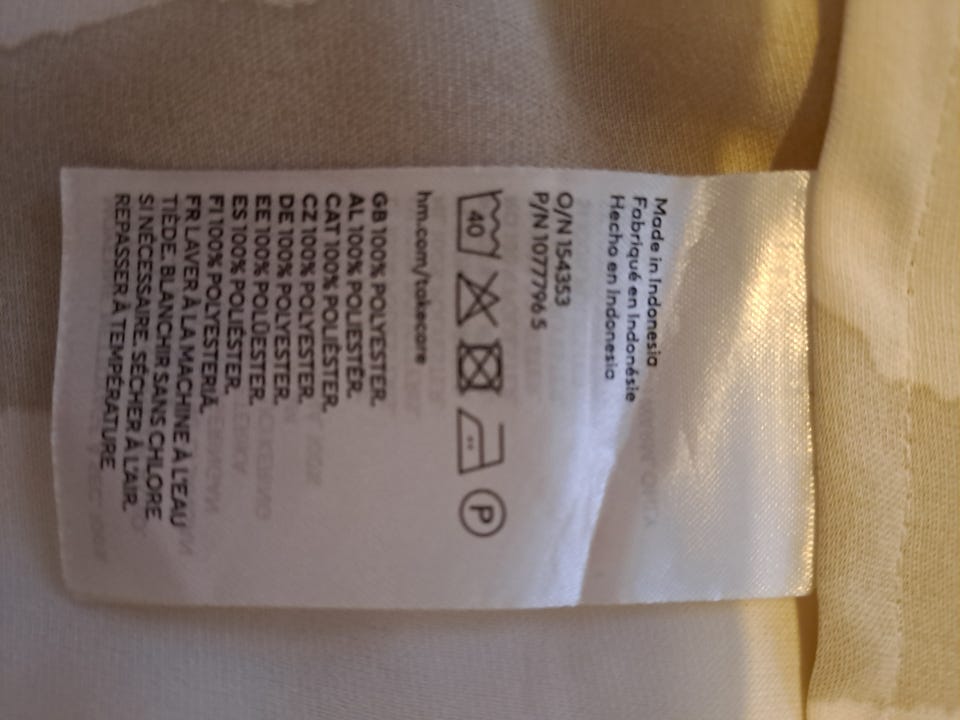 Made in Indonesia
Fabriqué en Indonésie
Hecho en Indonesia
O/N 154353
P/N 1077796 S
40
P
hm.com/takecare
GB 100% POLYESTER.
AL 100% POLIESTËR.
CAT 100% POLIÈSTER.
CZ 100% POLYESTER.
DE 100% POLYESTER.
EE 100% POLÜESTER.
ES 100% POLIÉSTER.
FI 100% POLYESTERIÄ.
FR LAVER À LA MACHINE À L'EAU
TIÈDE. BLANCHIR SANS CHLORE
SI NÉCESSAIRE. SÉCHER À L'AIR.
REPASSER À TEMPÉRATURE